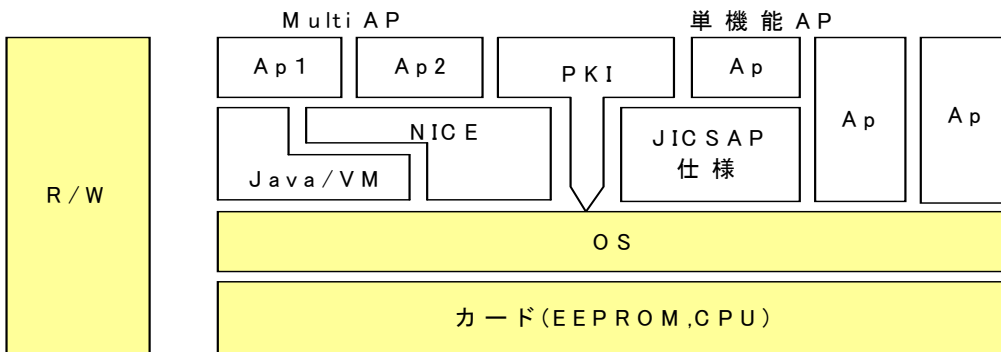 Multi AP
単機能AP
Ap1
Ap2
PKI
Ap
Ap
Ap
NICE
JICSAP
仕様
Java/VM
R/W
OS
カード(EEPROM,CPU)